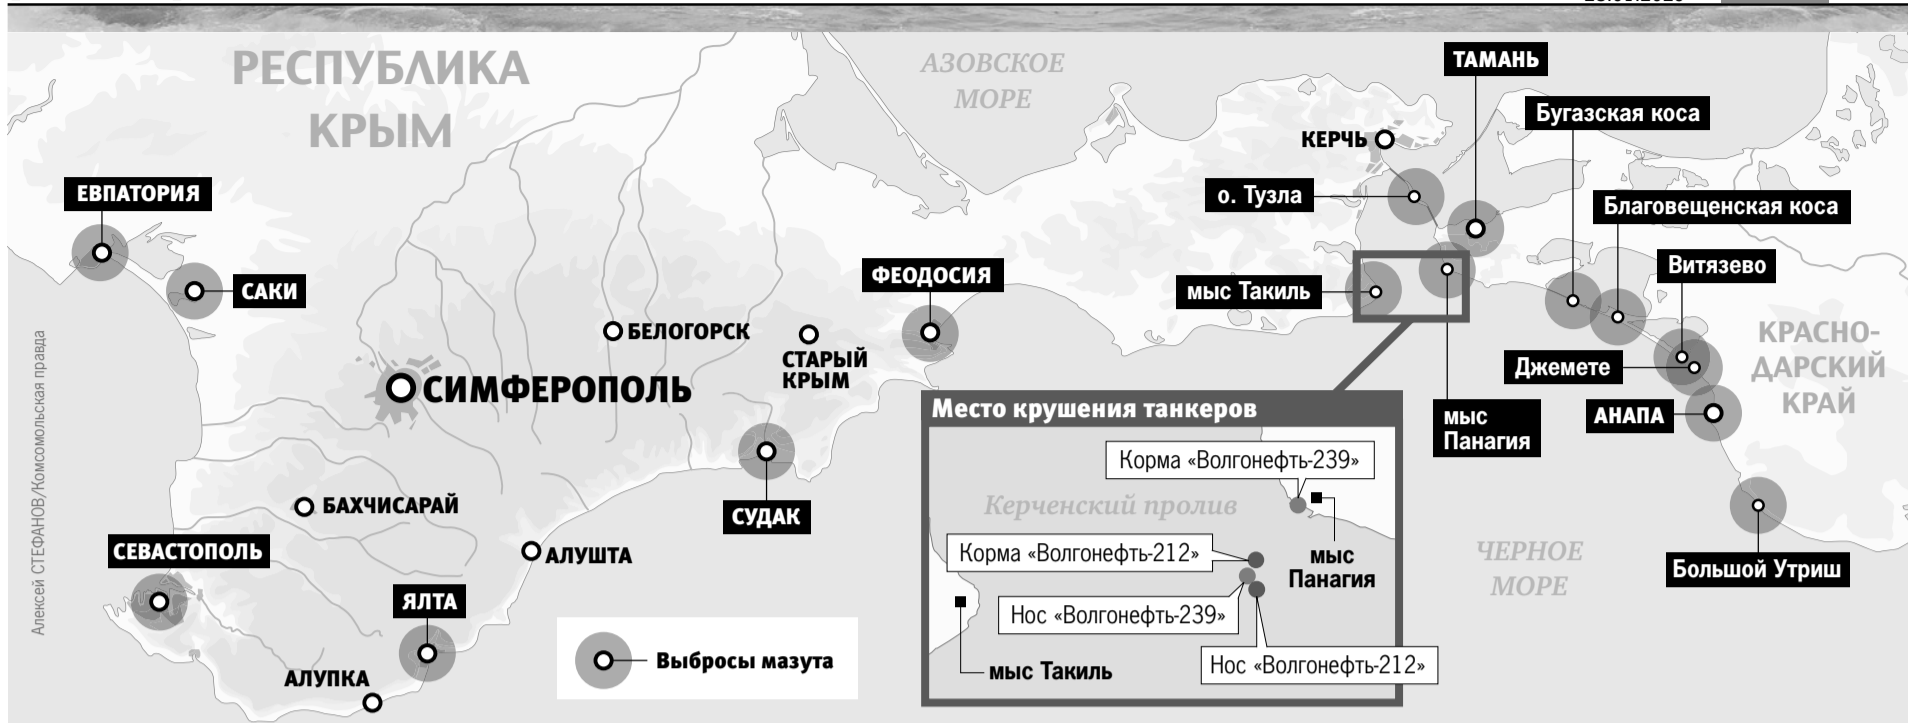 РЕСПУБЛИКА
КРЫМ
АЗОВСКОЕ
МОРЕ
ТАМАНЬ
Бугазская коса
КЕРЧЬ
ЕВПАТОРИЯ
о. Тузла
Благовещенская коса
Витязево
ФЕОДОСИЯ
САКИ
мыс Такиль
БЕЛОГОРСК
СТАРЫЙ
КРЫМ
КРАСНО-
ДАРСКИЙ
КРАЙ
Джемете
СИМФЕРОПОЛЬ
Место крушения танкеров
мыс
Панагия
АНАПА
Корма «Волгонефть-239»
Керченский пролив
БАХЧИСАРАЙ
СУДАК
СЕВАСТОПОЛЬ
АЛУШТА
Корма «Волгонефть-212»
мыс
Панагия
ЧЕРНОЕ
МОРЕ
Большой Утриш
ЯЛТА
Нос «Волгонефть-239»
Выбросы мазута
мыс Такиль
Нос «Волгонефть-212»
АЛУПКА
Алексей СТЕФАНОВ/Комсомольская правда